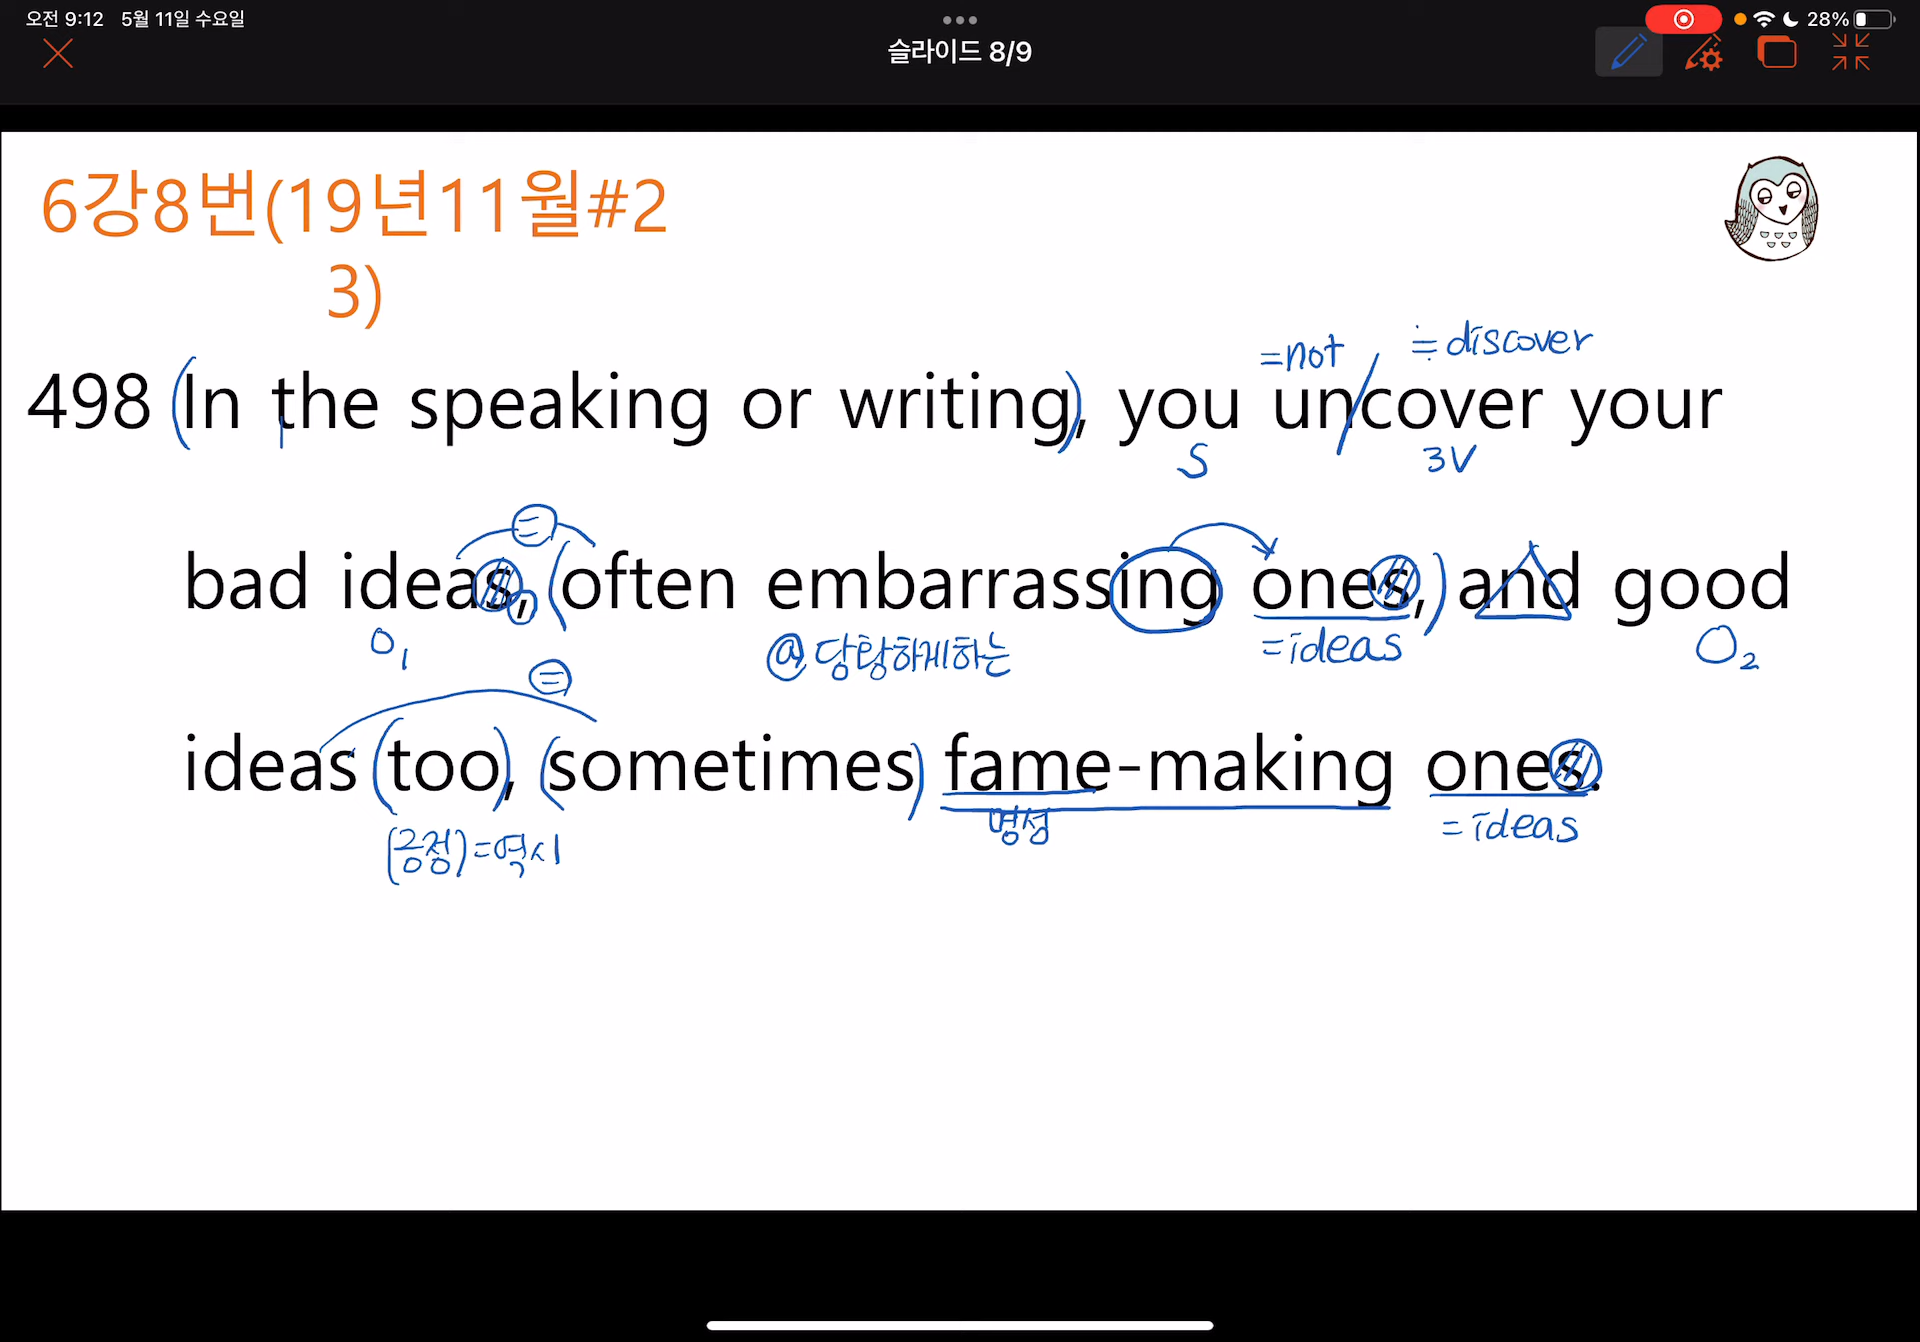 오전 9:12 5월 11일 수요일
28%
슬라이드 8/9
6강8번(19년11월#2
3)
=not ≒discover
498 (In the speaking or writing), you un/cover your
S 3V
=
bad ideas, (often embarrassing ones,) and good
O1 ⓐ 당탕하게하는 =ideas O2
=
ideas (too), (sometimes) fame-making ones.
(긍정)=역시 명성 =ideas